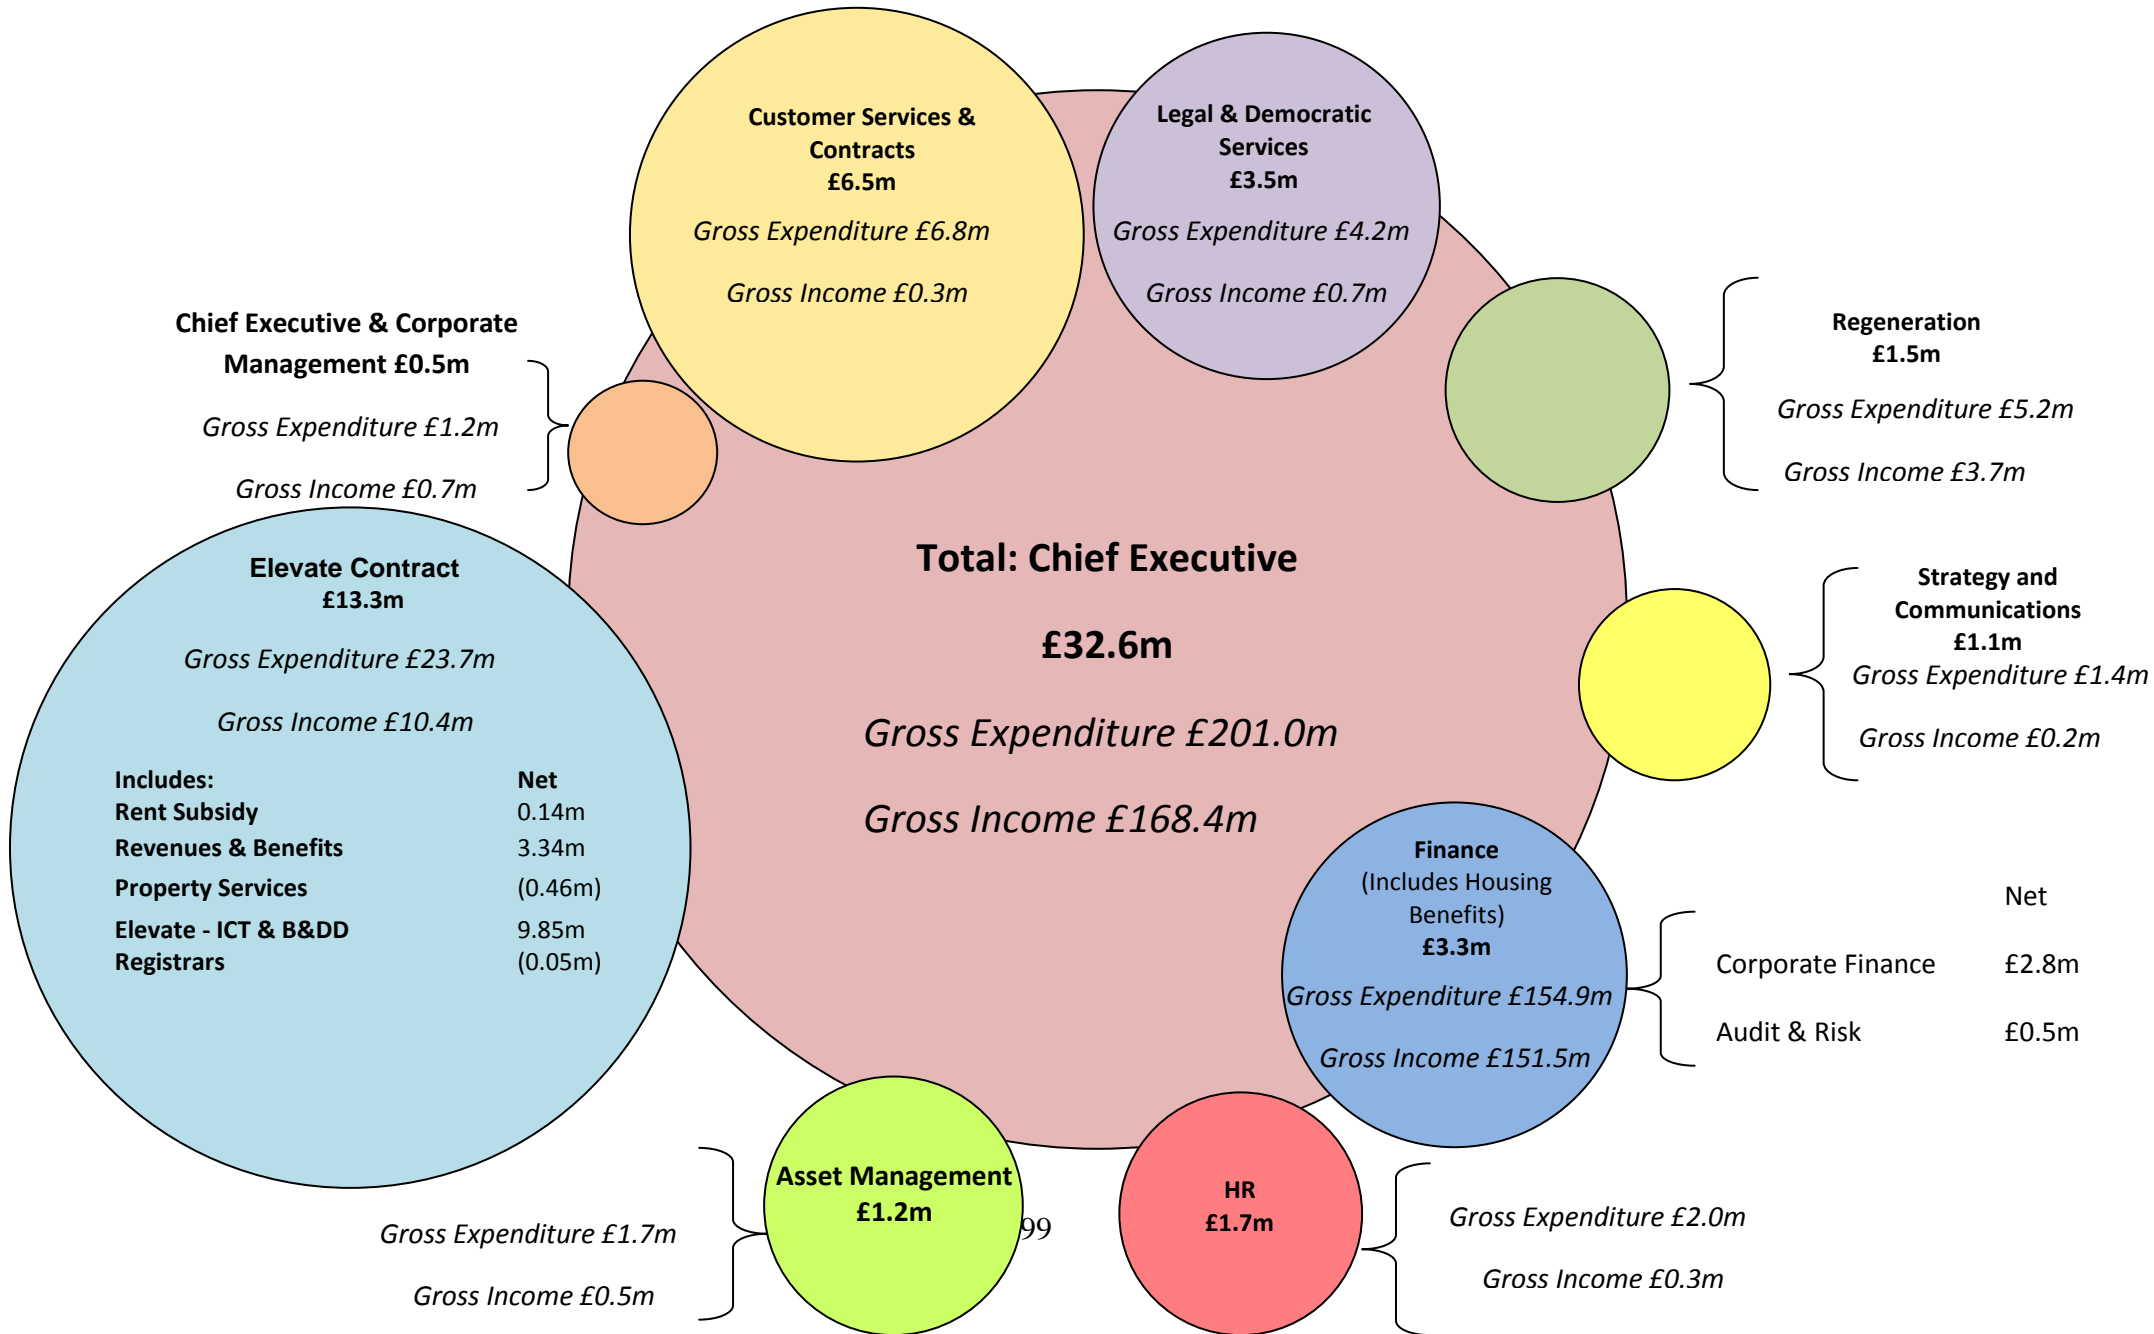 Customer Services &
Contracts
£6.5m
Gross Expenditure £6.8m
Gross Income £0.3m
Legal & Democratic
Services
£3.5m
Gross Expenditure £4.2m
Gross Income £0.7m
Chief Executive & Corporate
Management £0.5m
Gross Expenditure £1.2m
Gross Income £0.7m
Regeneration
£1.5m
Gross Expenditure £5.2m
Gross Income £3.7m
Total: Chief Executive
£32.6m
Gross Expenditure £201.0m
Gross Income £168.4m
Strategy and
Communications
£1.1m
Gross Expenditure £1.4m
Gross Income £0.2m
Elevate Contract
£13.3m
Gross Expenditure £23.7m
Gross Income £10.4m
Includes: Net
Rent Subsidy 0.14m
Revenues & Benefits 3.34m
Property Services (0.46m)
Elevate - ICT & B&DD 9.85m
Registrars (0.05m)
Finance
(Includes Housing
Benefits)
£3.3m
Gross Expenditure £154.9m
Gross Income £151.5m
Net
Corporate Finance £2.8m
Audit & Risk £0.5m
Asset Management
£1.2m
Gross Expenditure £1.7m
Gross Income £0.5m
99
HR
£1.7m
Gross Expenditure £2.0m
Gross Income £0.3m